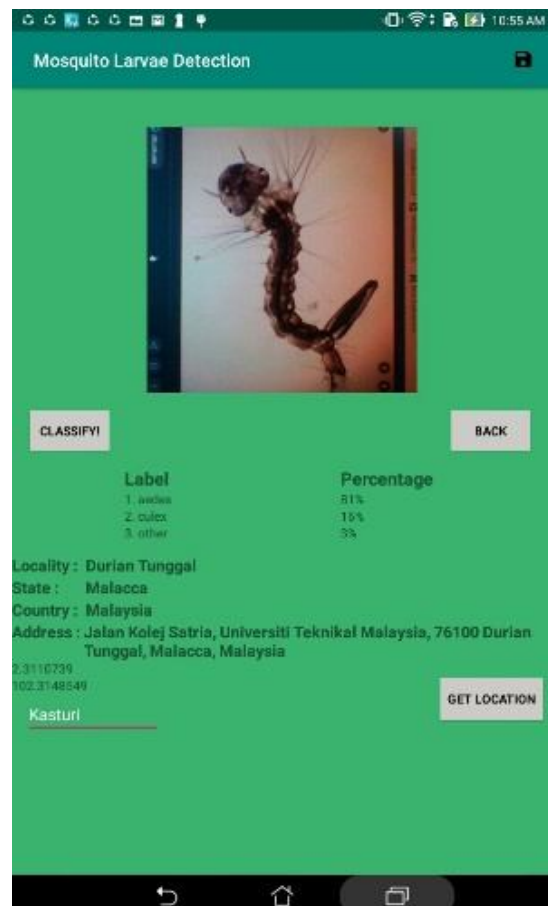 10:55 AM
Mosquito Larvae Detection
CLASSIFY!
BACK
Label Percentage
1. aedes 81%
2. culex 16%
3. other 3%
Locality : Durian Tunggal
State : Malacca
Country : Malaysia
Address : Jalan Kolej Satria, Universiti Teknikal Malaysia, 76100 Durian
Tunggal, Malacca, Malaysia
2.3110739
102.3148549
GET LOCATION
Kasturi